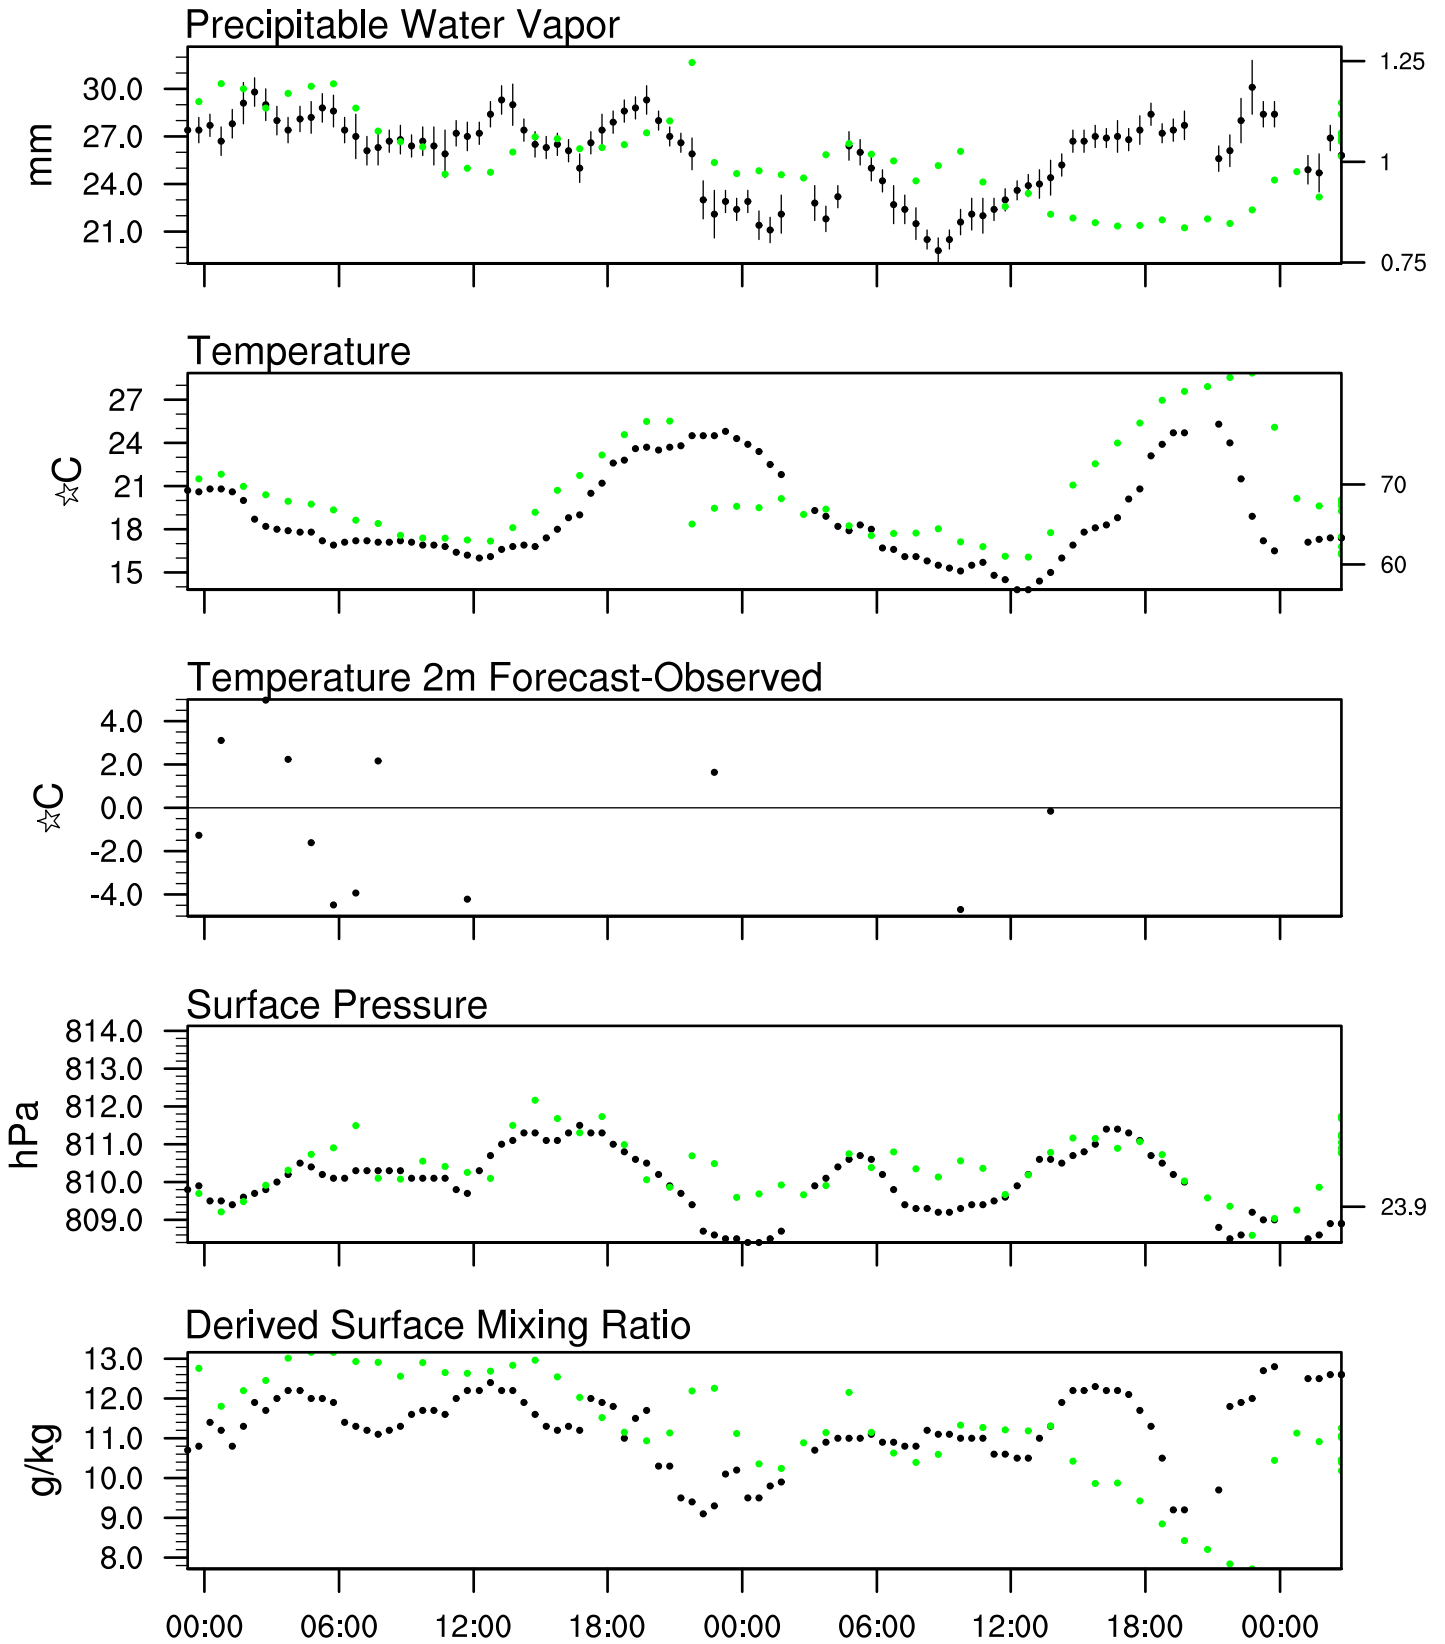 Precipitable Water Vapor
30.0
27.0
24.0
21.0
mm
1.25
1
0.75
Temperature
27
24
21
18
15
☆C
70
60
Temperature 2m Forecast-Observed
4.0
2.0
0.0
-2.0
-4.0
☆C
Surface Pressure
814.0
813.0
812.0
811.0
810.0
809.0
hPa
23.9
Derived Surface Mixing Ratio
13.0
12.0
11.0
10.0
9.0
8.0
g/kg
00:00 06:00 12:00 18:00 00:00 06:00 12:00 18:00 00:00